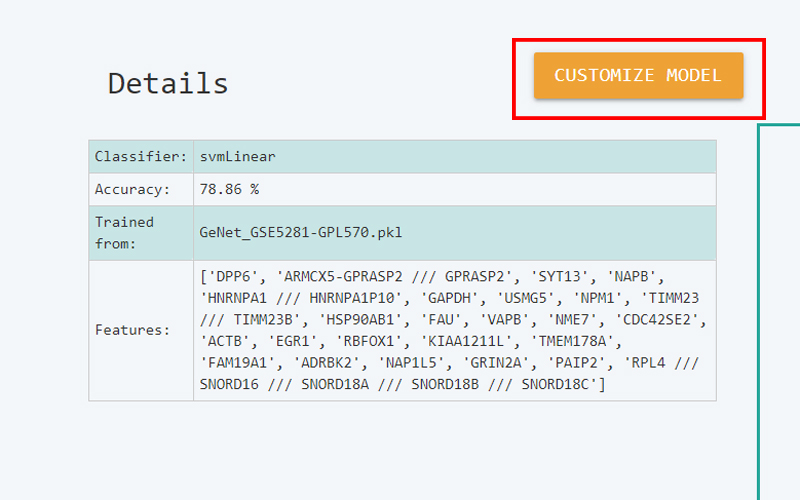 Details
CUSTOMIZE MODEL
Classifier: svmLinear
Accuracy: 78.86 %
Trained
from:
GeNet_GSE5281-GPL570.pkl
Features:
['DPP6', 'ARMCX5-GPRASP2 /// GPRASP2', 'SYT13', 'NAPB',
'HNRNPA1 /// HNRNPA1P10', 'GAPDH', 'USMG5', 'NPM1', 'TIMM23
/// TIMM23B', 'HSP90AB1', 'FAU', 'VAPB', 'NME7', 'CDC42SE2',
'ACTB', 'EGR1', 'RBFOX1', 'KIAA1211L', 'TMEM178A',
'FAM19A1', 'ADRBK2', 'NAP1L5', 'GRIN2A', 'PAIP2', 'RPL4 ///
SNORD16 /// SNORD18A /// SNORD18B /// SNORD18C']